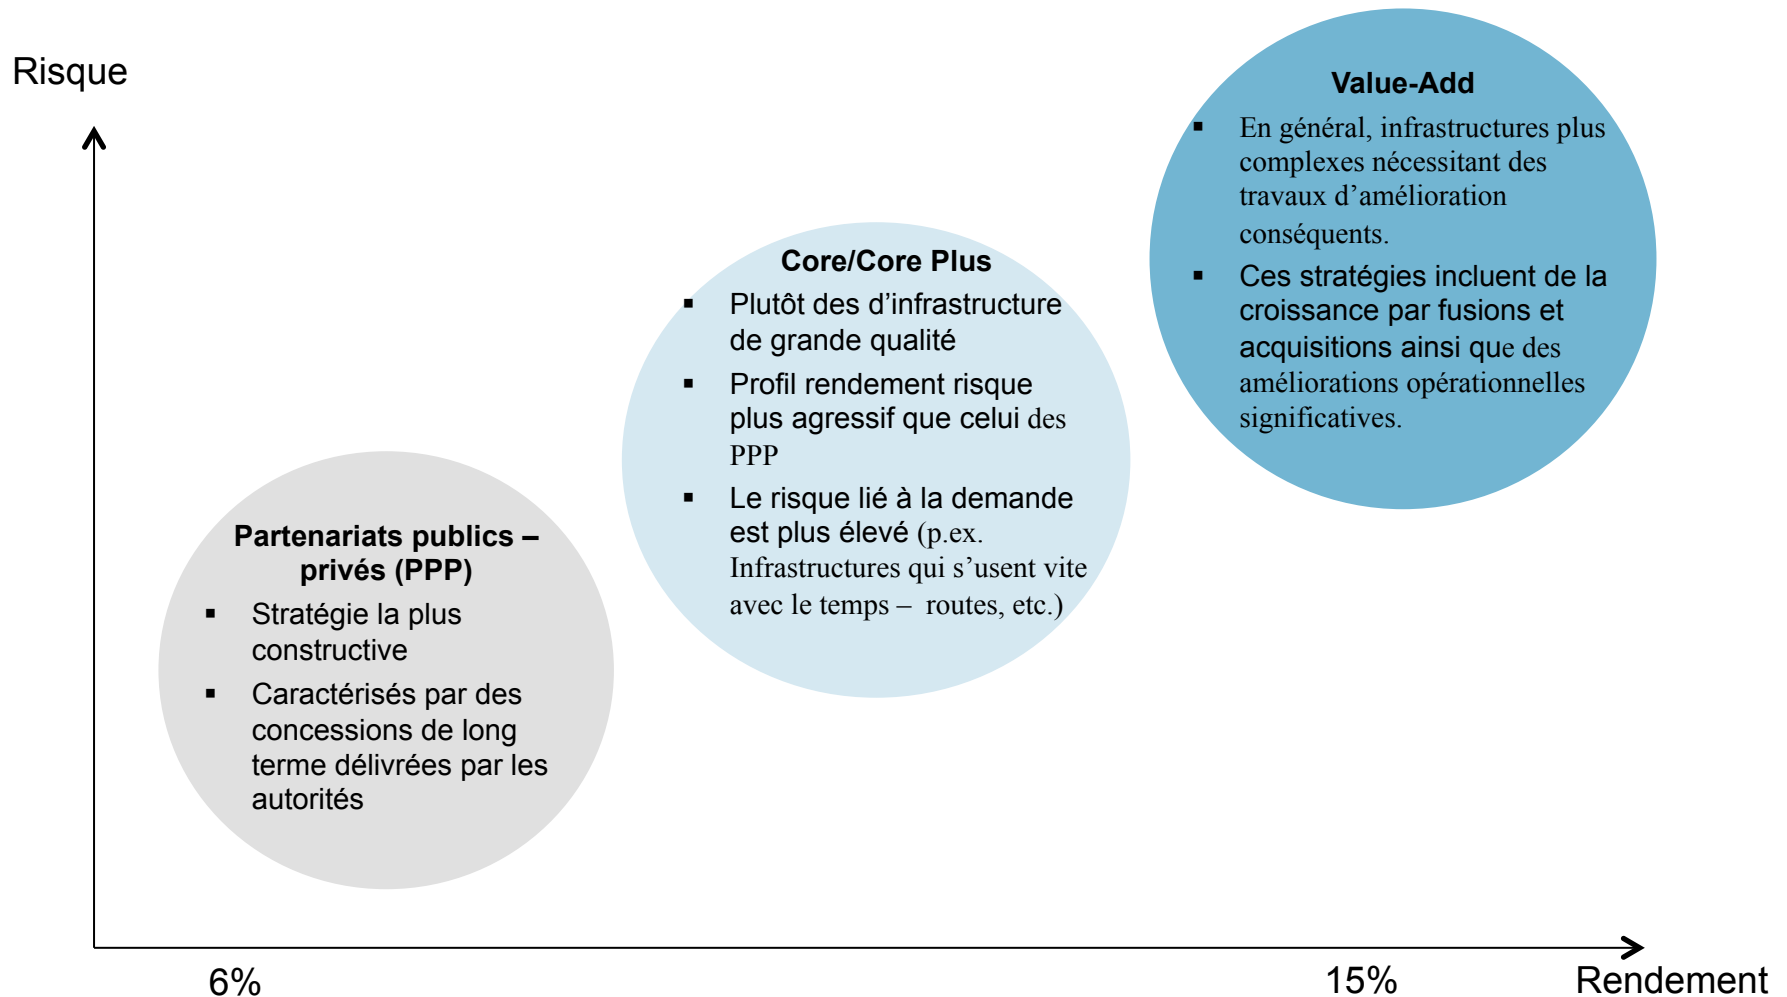 Risque
Value-Add
▪ En général, infrastructures plus
complexes nécessitant des
travaux d’amélioration
conséquents.
▪ Ces stratégies incluent de la
croissance par fusions et
acquisitions ainsi que des
améliorations opérationnelles
significatives.
Core/Core Plus
▪ Plutôt des d’infrastructure
de grande qualité
▪ Profil rendement risque
plus agressif que celui des
PPP
▪ Le risque lié à la demande
est plus élevé (p.ex.
Infrastructures qui s’usent vite
avec le temps – routes, etc.)
Partenariats publics –
privés (PPP)
▪ Stratégie la plus
constructive
▪ Caractérisés par des
concessions de long
terme délivrées par les
autorités
6%
15%
Rendement